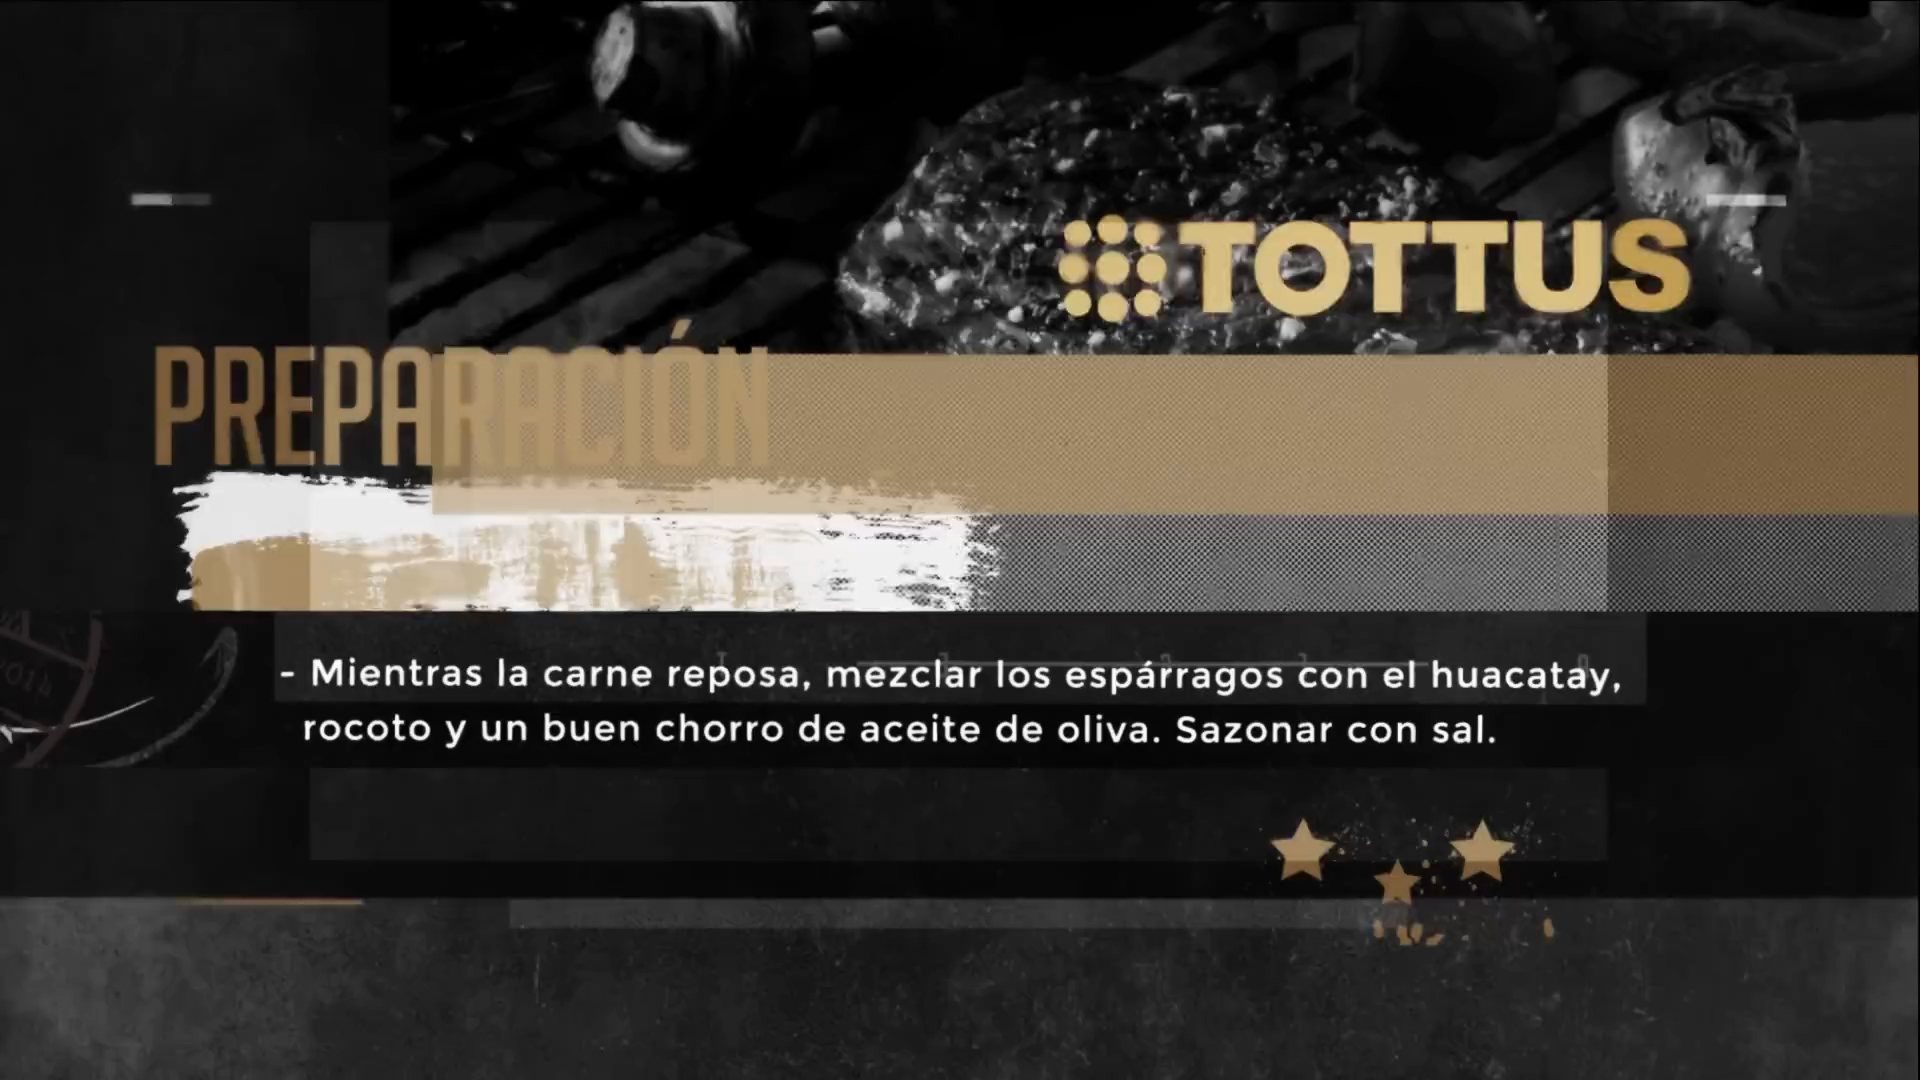 TOTTUS
PREPARACIÓN
- Mientras la carne reposa, mezclar los espárragos con el huacatay,
rocoto y un buen chorro de aceite de oliva. Sazonar con sal.
2014